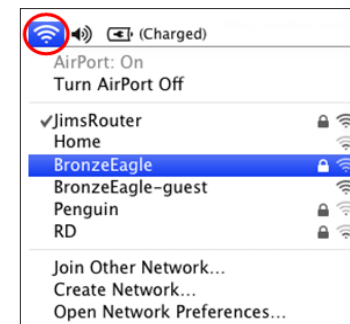 (Charged)
AirPort: On
Turn AirPort Off
✓JimsRouter
Home
BronzeEagle
BronzeEagle-guest
Penguin
RD
Join Other Network...
Create Network...
Open Network Preferences...